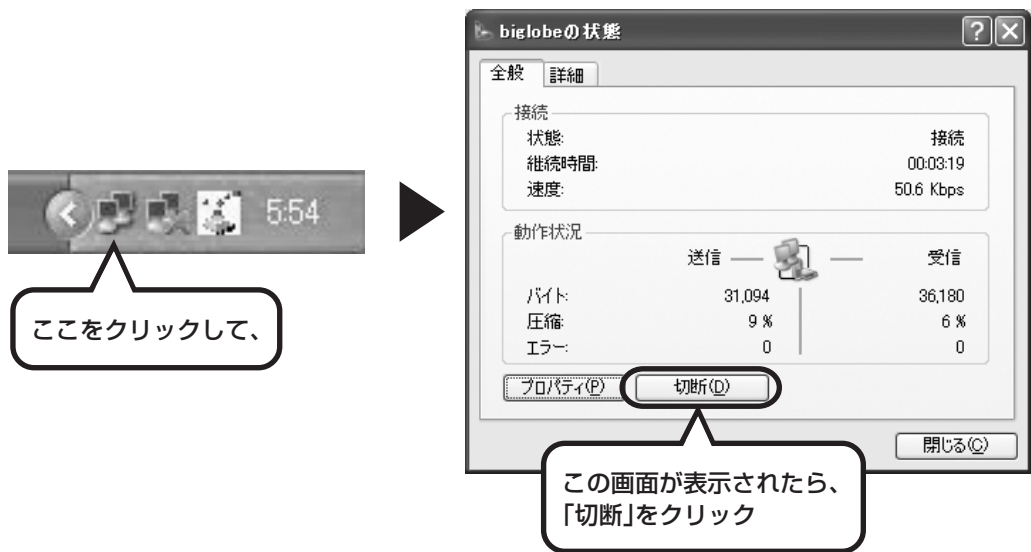 5:54
ここをクリックして、
biglobeの状態
全般 詳細
接続
状態: 接続
継続時間: 00:03:19
速度: 50.6 Kbps
動作状況
送信 受信
バイト: 31,094 36,180
圧縮: 9 % 6 %
エラー: 0 0
プロパティ(P) 切断(D)
閉じる(C)
この画面が表示されたら、
「切断」をクリック